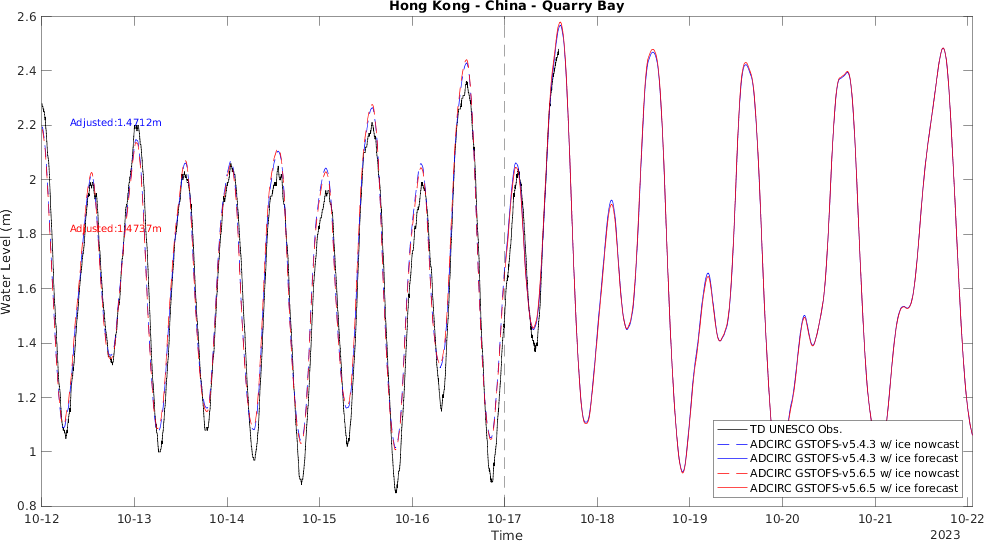 Hong Kong - China - Quarry Bay
2.6
2.4
2.2
2
1.8
1.6
1.4
1.2
1
0.8
Water Level (m)
Adjusted:1.4712m
Adjusted:1.4737m
TD UNESCO Obs.
ADCIRC GSTOFS-v5.4.3 w/ ice nowcast
ADCIRC GSTOFS-v5.4.3 w/ ice forecast
ADCIRC GSTOFS-v5.6.5 w/ ice nowcast
ADCIRC GSTOFS-v5.6.5 w/ ice forecast
10-12 10-13 10-14 10-15 10-16 10-17 10-18 10-19 10-20 10-21 10-22
Time
2023